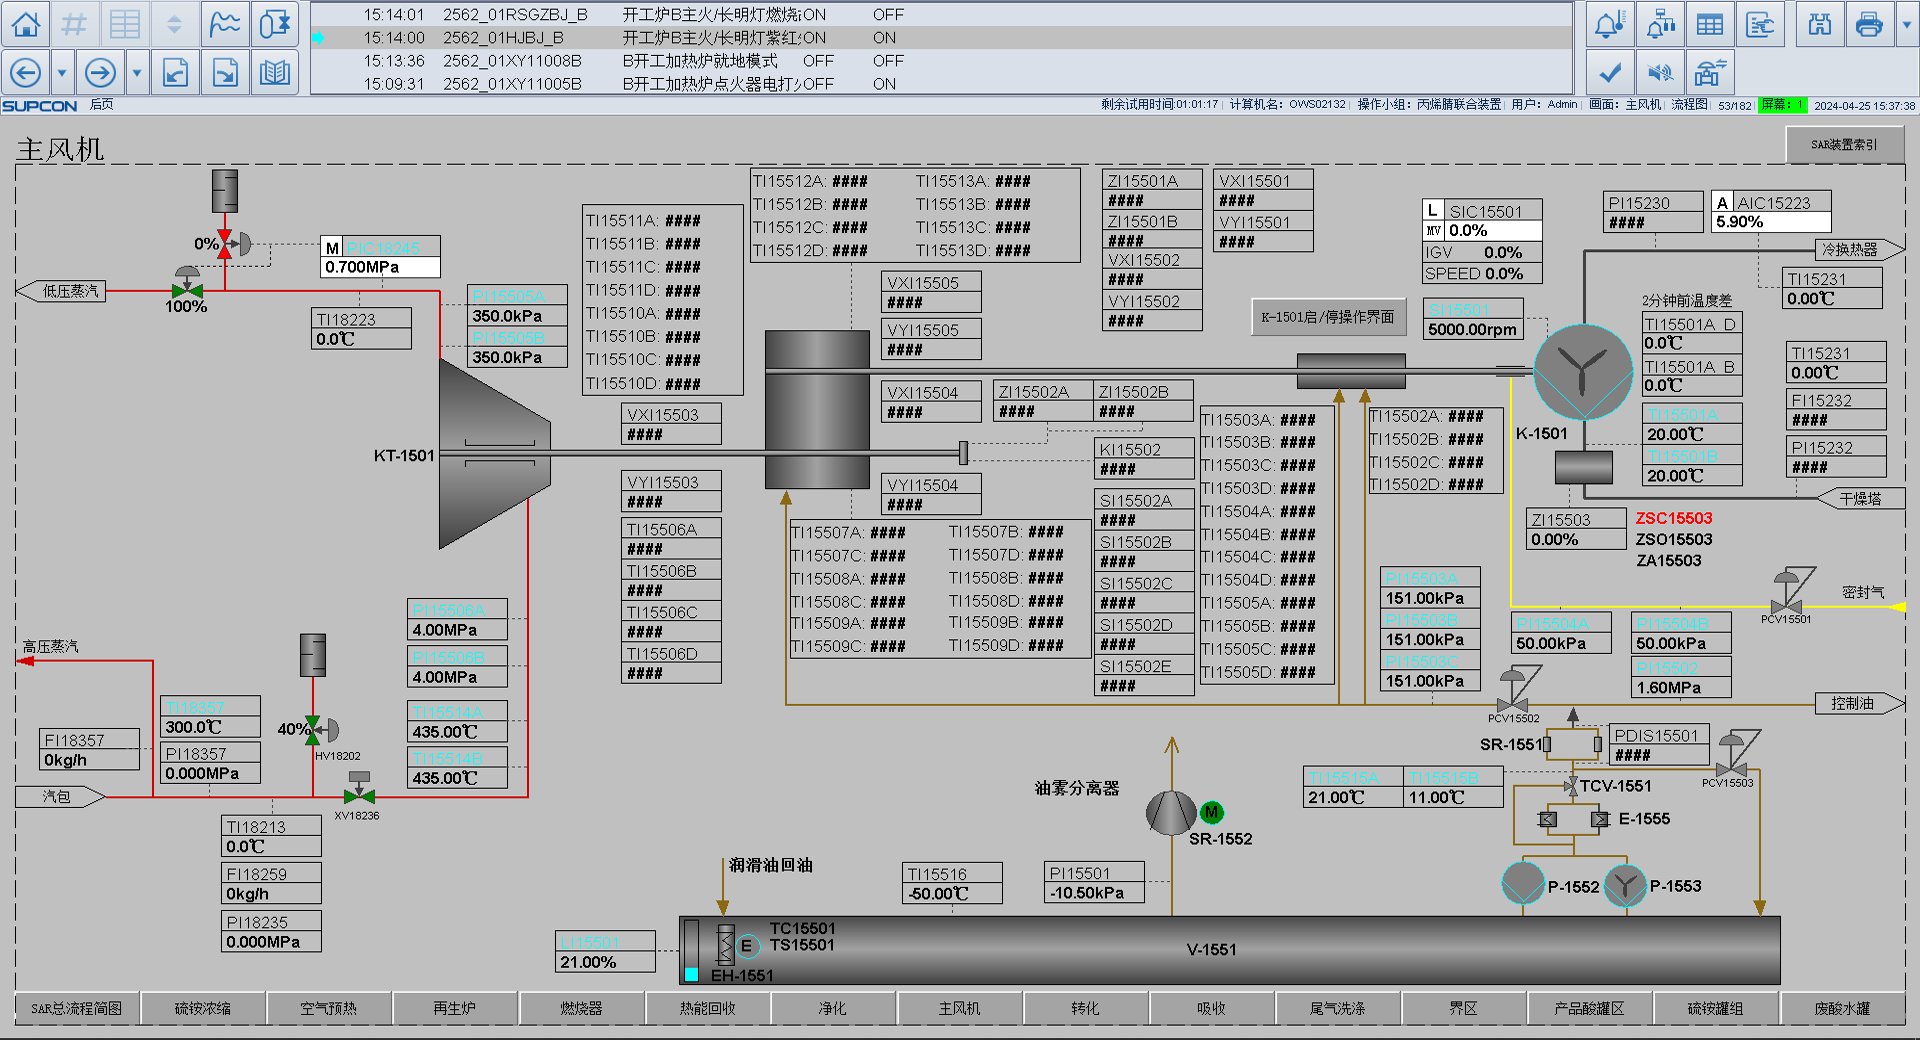 15:14:01 2562_01RSGZBJ_B 开工炉B主火/长明灯燃烧 ON OFF
15:14:00 2562_01HJBJ_B 开工炉B主火/长明灯紫红 ON ON
15:13:36 2562_01XY11008B B开工加热炉就地模式 OFF OFF
15:09:31 2562_01XY11005B B开工加热炉点火器电打 OFF ON
SUPCON 后页
剩余试用时间:01:01:17 计算机名: OWS02132 操作小组: 丙烯腈联合装置 用户: Admin 画面: 主风机 流程图 53/182 屏幕: 1 2024-04-25 15:37:38
主风机
SAR装置索引
0%
M PIC18245
0.700MPa
低压蒸汽
100%
TI18223
0.0℃
PI15505A
350.0kPa
PI15505B
350.0kPa
TI15511A: ####
TI15511B: ####
TI15511C: ####
TI15511D: ####
TI15510A: ####
TI15510B: ####
TI15510C: ####
TI15510D: ####
TI15512A: #### TI15513A: ####
TI15512B: #### TI15513B: ####
TI15512C: #### TI15513C: ####
TI15512D: #### TI15513D: ####
VXI15505
####
VYI15505
####
VXI15504
####
VYI15504
####
ZI15501A
####
ZI15501B
####
VXI15502
####
VYI15502
####
VXI15501
####
VYI15501
####
K-1501启/停操作界面
L SIC15501
MV 0.0%
IGV 0.0%
SPEED 0.0%
SI15501
5000.00rpm
PI15230
####
A AIC15223
5.90%
冷换热器
TI15231
0.00℃
2分钟前温度差
TI15501A_D
0.0℃
TI15501A_B
0.0℃
TI15501A
20.00℃
TI15501B
20.00℃
TI15231
0.00℃
FI15232
####
PI15232
####
K-1501
干燥塔
ZI15503
0.00%
ZSC15503
ZSO15503
ZA15503
KT-1501
VXI15503
####
VYI15503
####
TI15506A
####
TI15506B
####
TI15506C
####
TI15506D
####
ZI15502A ZI15502B
#### ####
KI15502
####
SI15502A
####
SI15502B
####
SI15502C
####
SI15502D
####
SI15502E
####
TI15507A: #### TI15507B: ####
TI15507C: #### TI15507D: ####
TI15508A: #### TI15508B: ####
TI15508C: #### TI15508D: ####
TI15509A: #### TI15509B: ####
TI15509C: #### TI15509D: ####
TI15503A: ####
TI15503B: ####
TI15503C: ####
TI15503D: ####
TI15504A: ####
TI15504B: ####
TI15504C: ####
TI15504D: ####
TI15505A: ####
TI15505B: ####
TI15505C: ####
TI15505D: ####
TI15502A: ####
TI15502B: ####
TI15502C: ####
TI15502D: ####
PI15503A
151.00kPa
PI15503B
151.00kPa
PI15503C
151.00kPa
PI15504A
50.00kPa
PI15504B
50.00kPa
PI15502
1.60MPa
密封气
PCV15501
控制油
PCV15502
高压蒸汽
FI18357
0kg/h
TI18357
300.0℃
PI18357
0.000MPa
40%
HV18202
XV18236
汽包
PI15506A
4.00MPa
PI15506B
4.00MPa
TI15514A
435.00℃
TI15514B
435.00℃
TI18213
0.0℃
FI18259
0kg/h
PI18235
0.000MPa
SR-1551
PDIS15501
####
PCV15503
TI15515A TI15515B
21.00℃ 11.00℃
TCV-1551
E-1555
P-1552
P-1553
油雾分离器
M
SR-1552
润滑油回油
TI15516
-50.00℃
PI15501
-10.50kPa
LI15501
21.00%
E
TC15501
TS15501
EH-1551
V-1551
SAR总流程简图 硫铵浓缩 空气预热 再生炉 燃烧器 热能回收 净化 主风机 转化 吸收 尾气洗涤 界区 产品酸罐区 硫铵罐组 废酸水罐